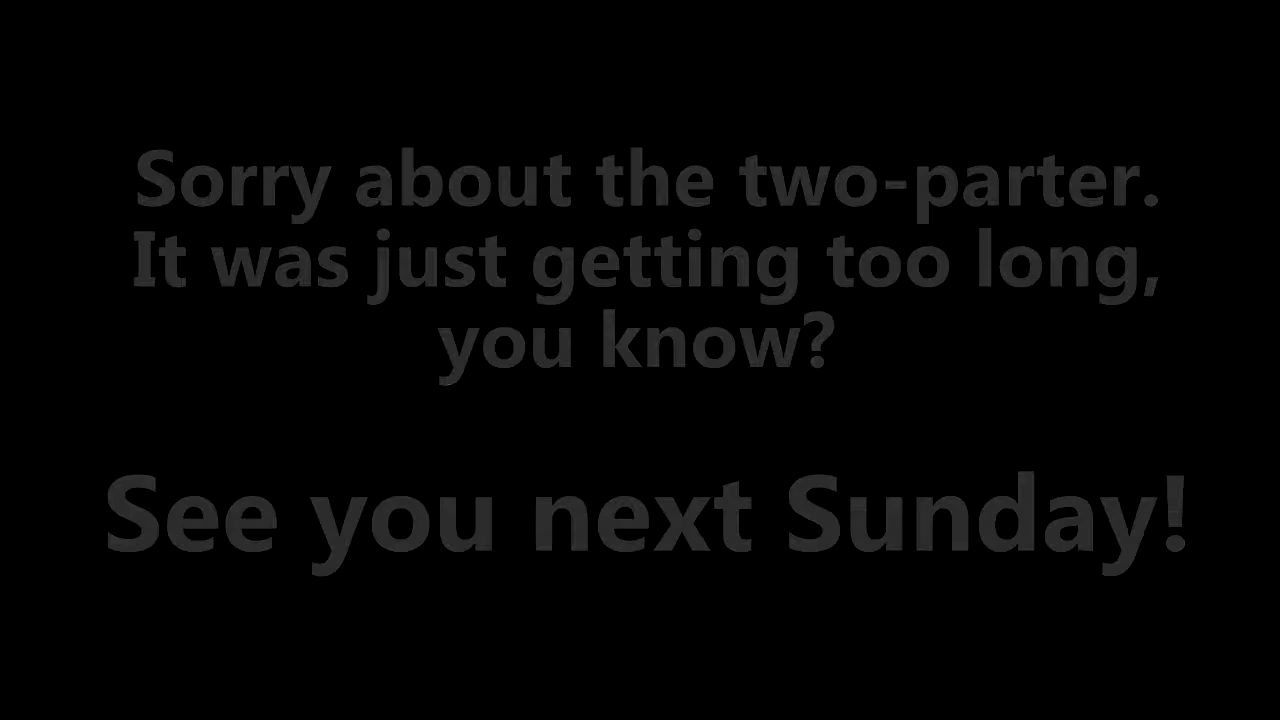 Sorry about the two-parter.
It was just getting too long,
you know?
See you next Sunday!